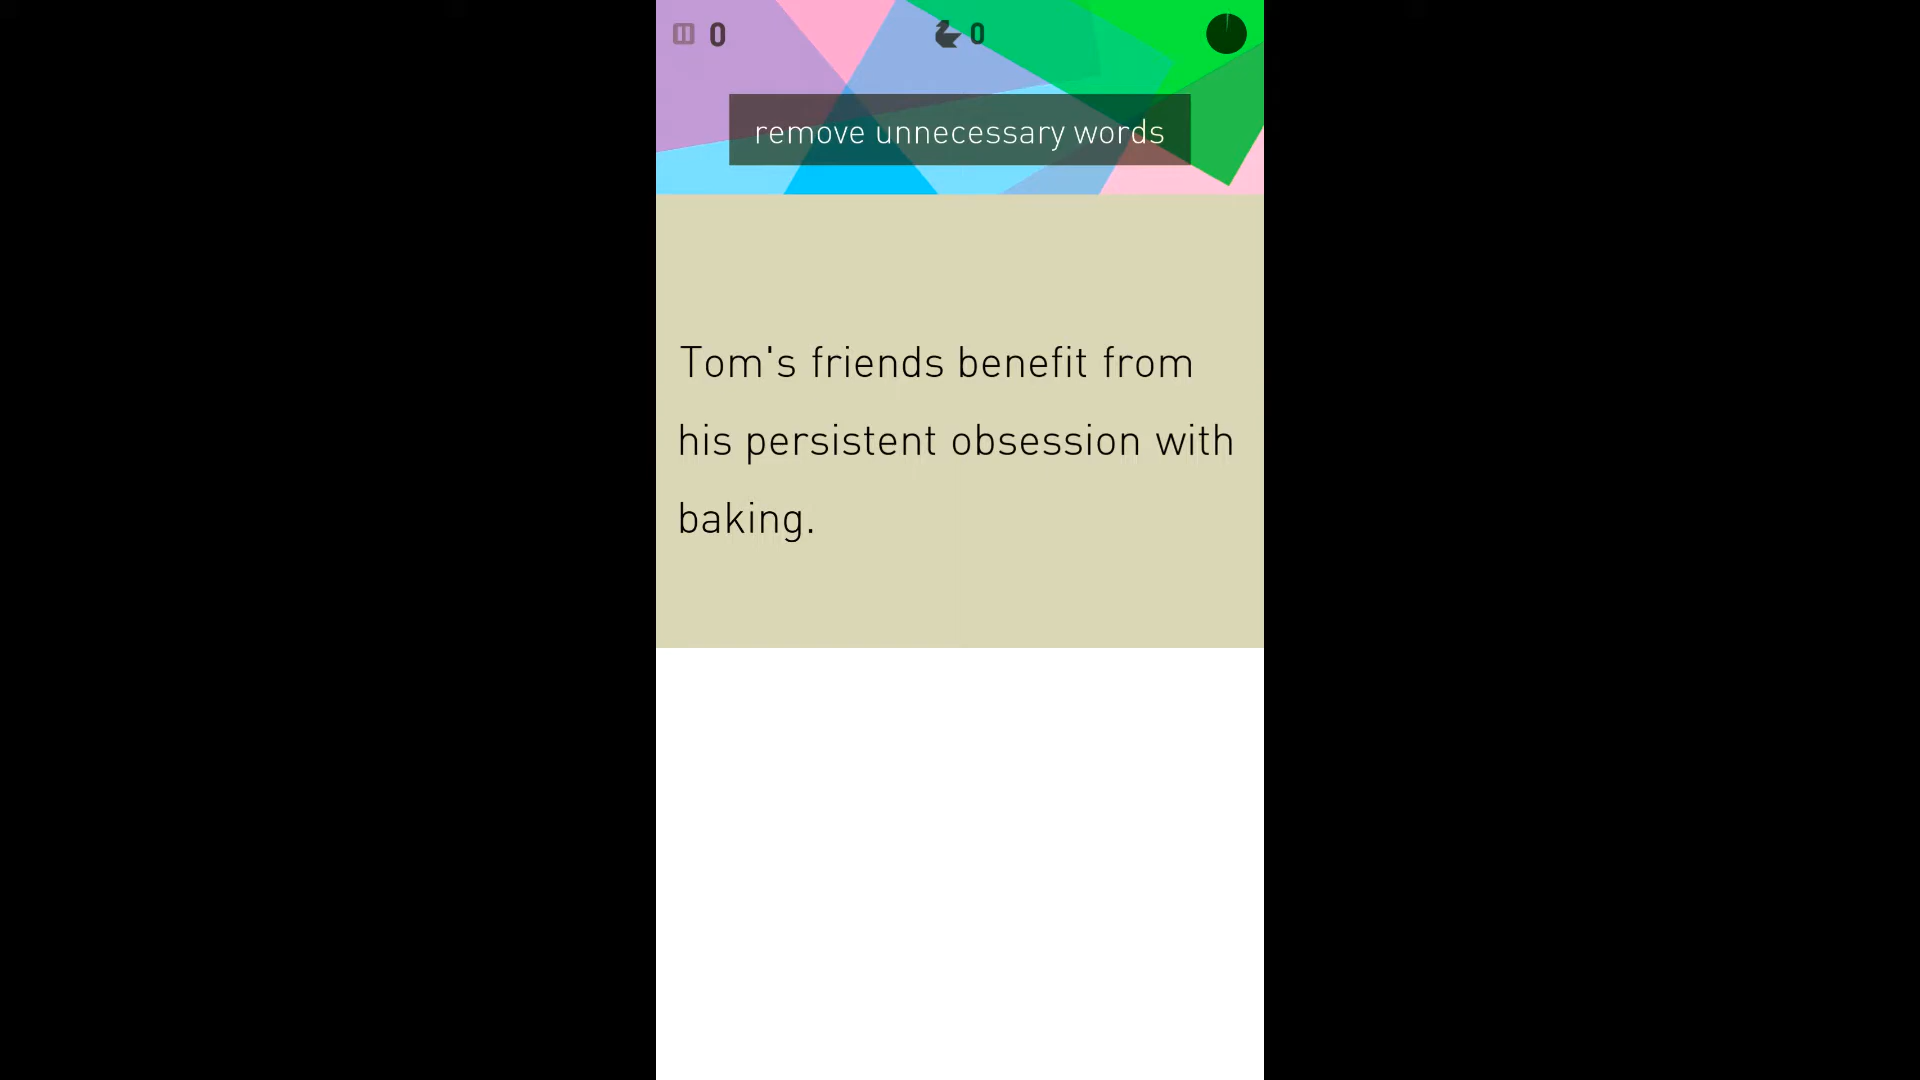 0 0
remove unnecessary words
Tom's friends benefit from
his persistent obsession with
baking.